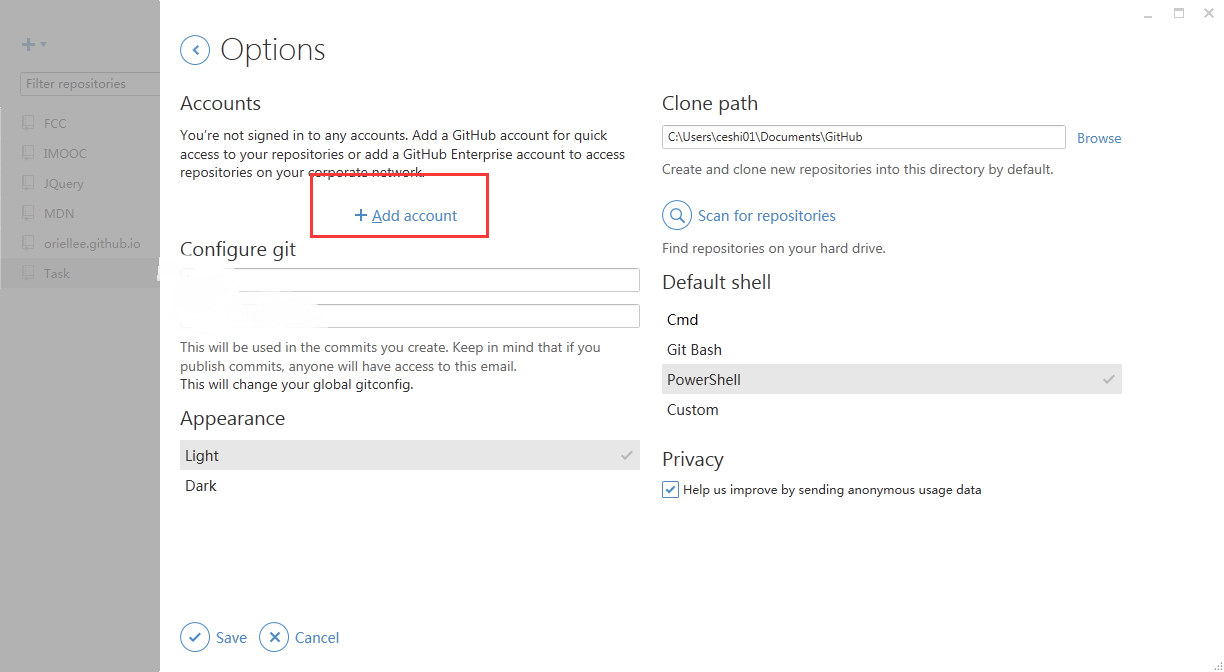 Options
Filter repositories
FCC
IMOOC
JQuery
MDN
oriellee.github.io
Task
Accounts
You're not signed in to any accounts. Add a GitHub account for quick
access to your repositories or add a GitHub Enterprise account to access
repositories on your corporate network.
+ Add account
Configure git
This will be used in the commits you create. Keep in mind that if you
publish commits, anyone will have access to this email.
This will change your global gitconfig.
Appearance
Light
Dark
Save
Cancel
Clone path
C:\Users\ceshi01\Documents\GitHub
Browse
Create and clone new repositories into this directory by default.
Scan for repositories
Find repositories on your hard drive.
Default shell
Cmd
Git Bash
PowerShell
Custom
Privacy
Help us improve by sending anonymous usage data